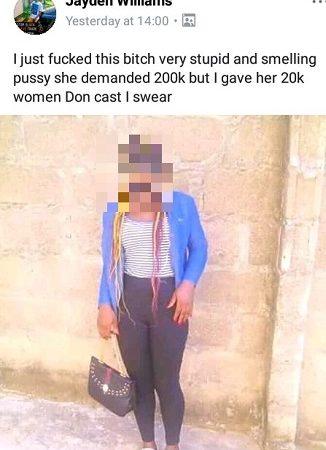 Jayden Williams
Yesterday at 14:00 ·
I just fucked this bitch very stupid and smelling
pussy she demanded 200k but I gave her 20k
women Don cast I swear